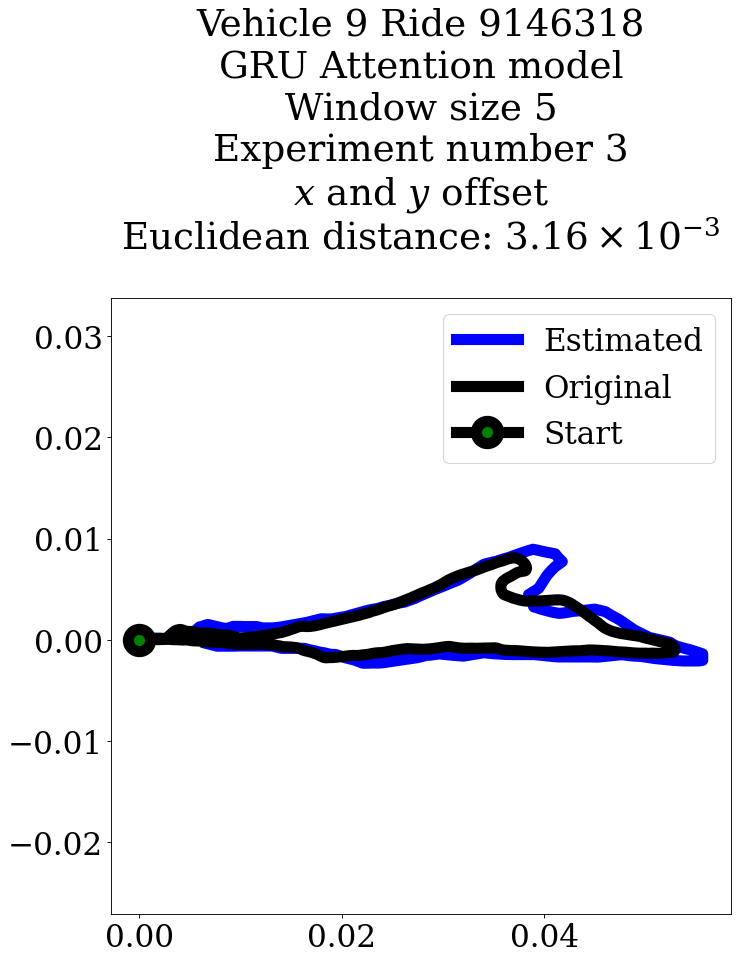 Vehicle 9 Ride 9146318
GRU Attention model
Window size 5
Experiment number 3
x and y offset
Euclidean distance: 3.16 × 10⁻³
Estimated
Original
Start
0.03
0.02
0.01
0.00
−0.01
−0.02
0.00 0.02 0.04